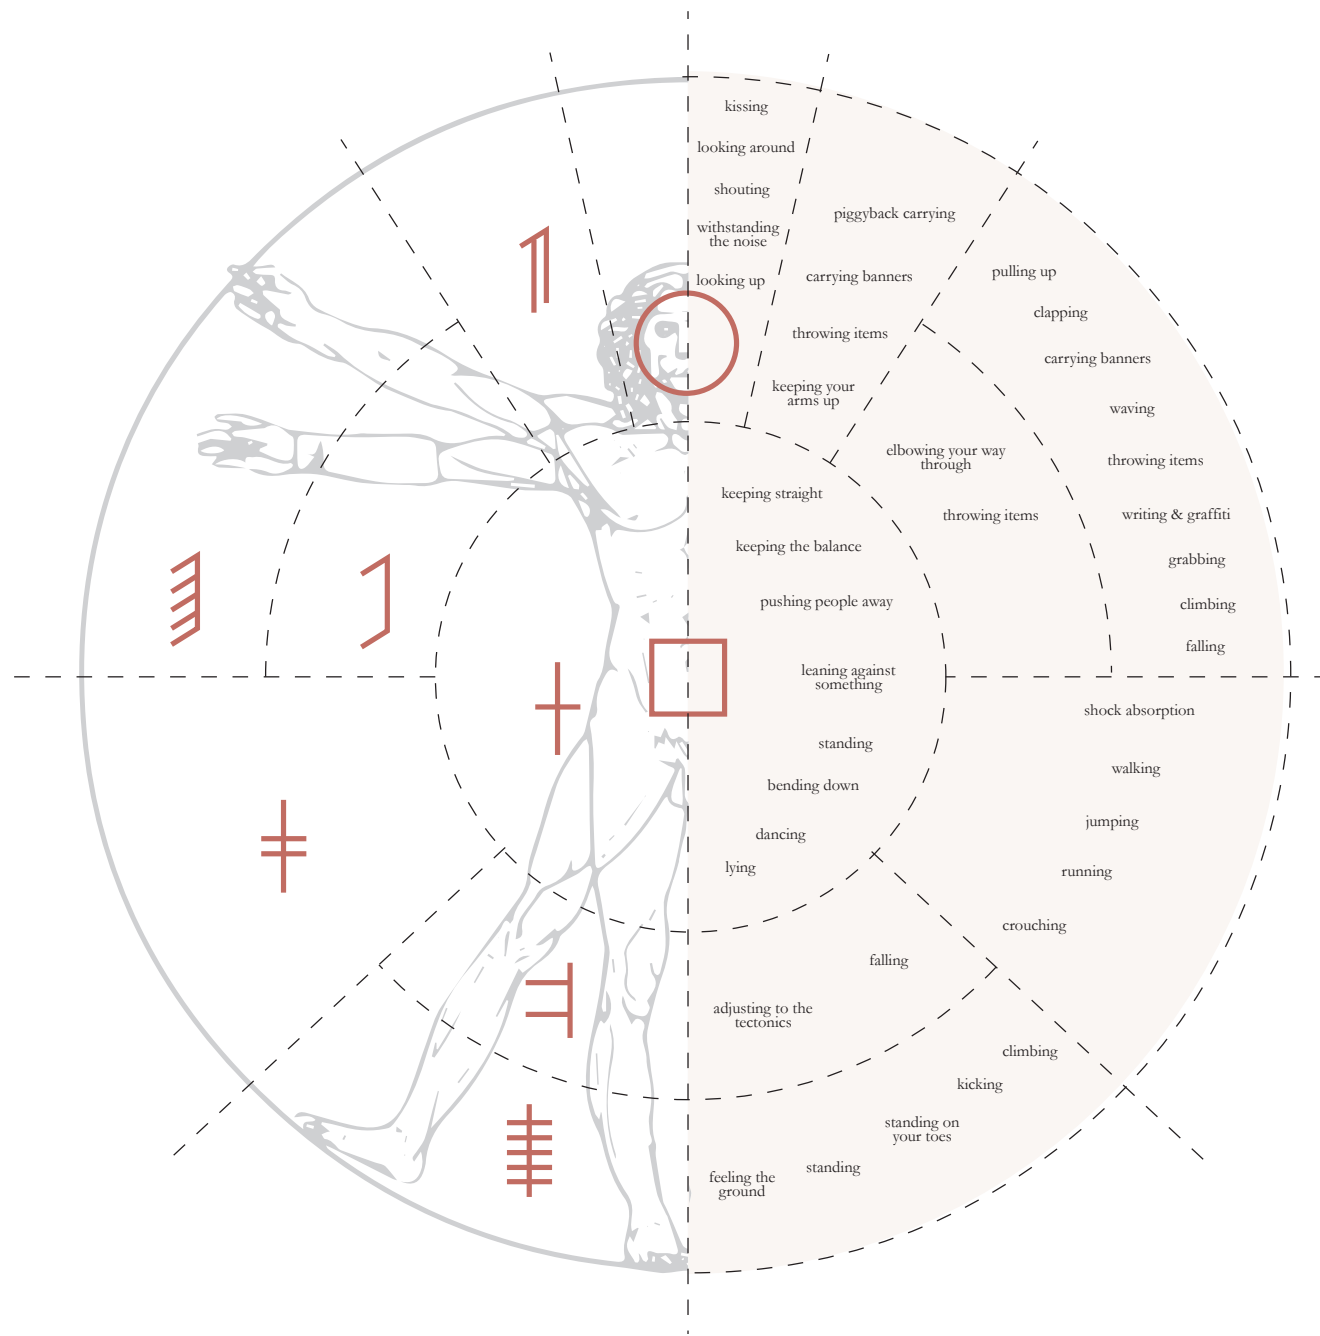 kissing
looking around
shouting
withstanding
the noise
looking up
piggyback carrying
carrying banners
throwing items
keeping your
arms up
pulling up
clapping
carrying banners
waving
throwing items
writing & graffiti
grabbing
climbing
falling
elbowing your way
through
throwing items
keeping straight
keeping the balance
pushing people away
leaning against
something
standing
bending down
dancing
lying
shock absorption
walking
jumping
running
crouching
falling
adjusting to the
tectonics
climbing
kicking
standing on
your toes
standing
feeling the
ground